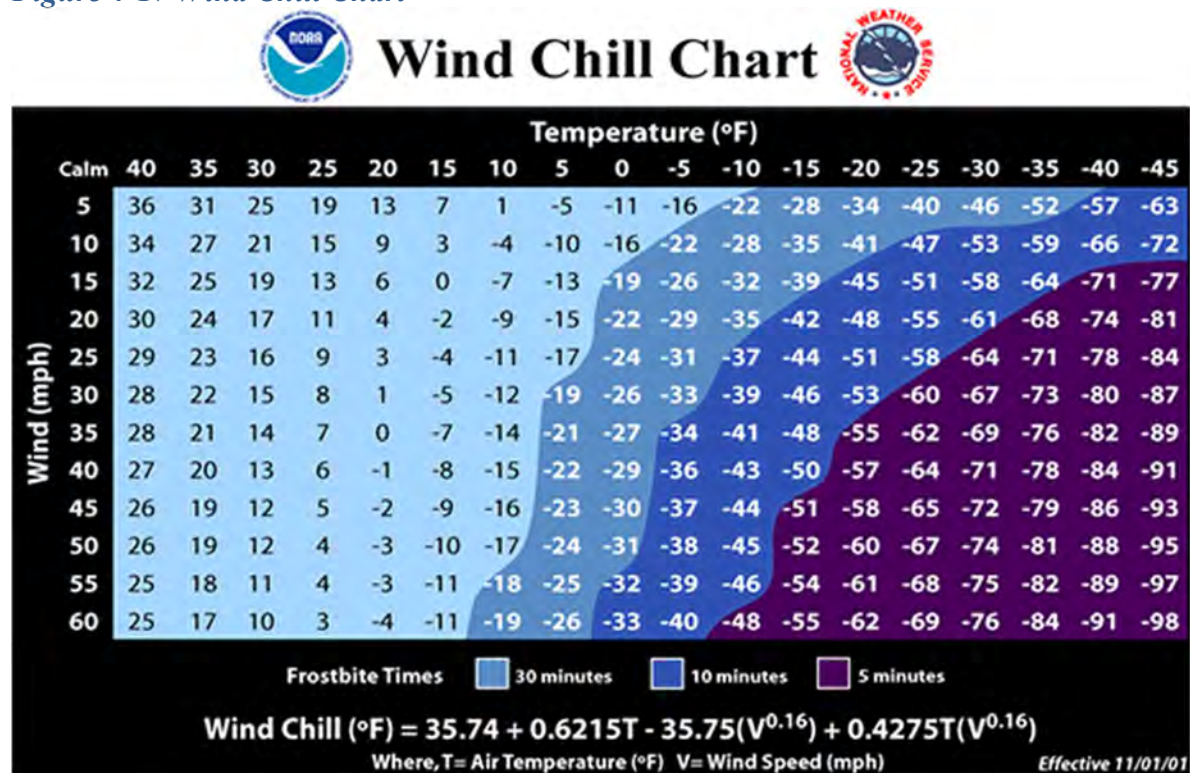 Figure 4-2. Wind Chill Chart
NOAA
Wind Chill Chart
NATIONAL WEATHER SERVICE
Temperature (ºF)
Calm 40 35 30 25 20 15 10 5 0 -5 -10 -15 -20 -25 -30 -35 -40 -45
Wind (mph)
5 36 31 25 19 13 7 1 -5 -11 -16 -22 -28 -34 -40 -46 -52 -57 -63
10 34 27 21 15 9 3 -4 -10 -16 -22 -28 -35 -41 -47 -53 -59 -66 -72
15 32 25 19 13 6 0 -7 -13 -19 -26 -32 -39 -45 -51 -58 -64 -71 -77
20 30 24 17 11 4 -2 -9 -15 -22 -29 -35 -42 -48 -55 -61 -68 -74 -81
25 29 23 16 9 3 -4 -11 -17 -24 -31 -37 -44 -51 -58 -64 -71 -78 -84
30 28 22 15 8 1 -5 -12 -19 -26 -33 -39 -46 -53 -60 -67 -73 -80 -87
35 28 21 14 7 0 -7 -14 -21 -27 -34 -41 -48 -55 -62 -69 -76 -82 -89
40 27 20 13 6 -1 -8 -15 -22 -29 -36 -43 -50 -57 -64 -71 -78 -84 -91
45 26 19 12 5 -2 -9 -16 -23 -30 -37 -44 -51 -58 -65 -72 -79 -86 -93
50 26 19 12 4 -3 -10 -17 -24 -31 -38 -45 -52 -60 -67 -74 -81 -88 -95
55 25 18 11 4 -3 -11 -18 -25 -32 -39 -46 -54 -61 -68 -75 -82 -89 -97
60 25 17 10 3 -4 -11 -19 -26 -33 -40 -48 -55 -62 -69 -76 -84 -91 -98
Frostbite Times 30 minutes 10 minutes 5 minutes
Wind Chill (ºF) = 35.74 + 0.6215T - 35.75(V^0.16) + 0.4275T(V^0.16)
Where, T= Air Temperature (ºF) V= Wind Speed (mph)
Effective 11/01/01